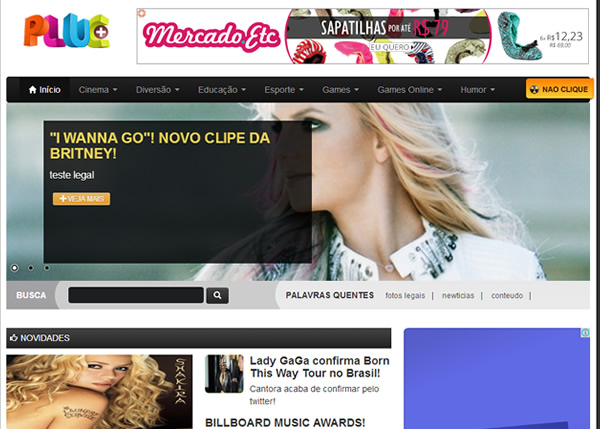 PLUC+
Mercado Etc
SAPATILHAS POR ATÉ R$ 79
EU QUERO
6x R$12,23
R$ 69,00
Início
Cinema
Diversão
Educação
Esporte
Games
Games Online
Humor
NAO CLIQUE
"I WANNA GO"! NOVO CLIPE DA
BRITNEY!
teste legal
VEJA MAIS
BUSCA
PALAVRAS QUENTES
fotos legais |
newticias |
conteudo |
NOVIDADES
SHAKIRA
Lady GaGa confirma Born
This Way Tour no Brasil!
Cantora acaba de confirmar pelo
twitter!
BILLBOARD MUSIC AWARDS!